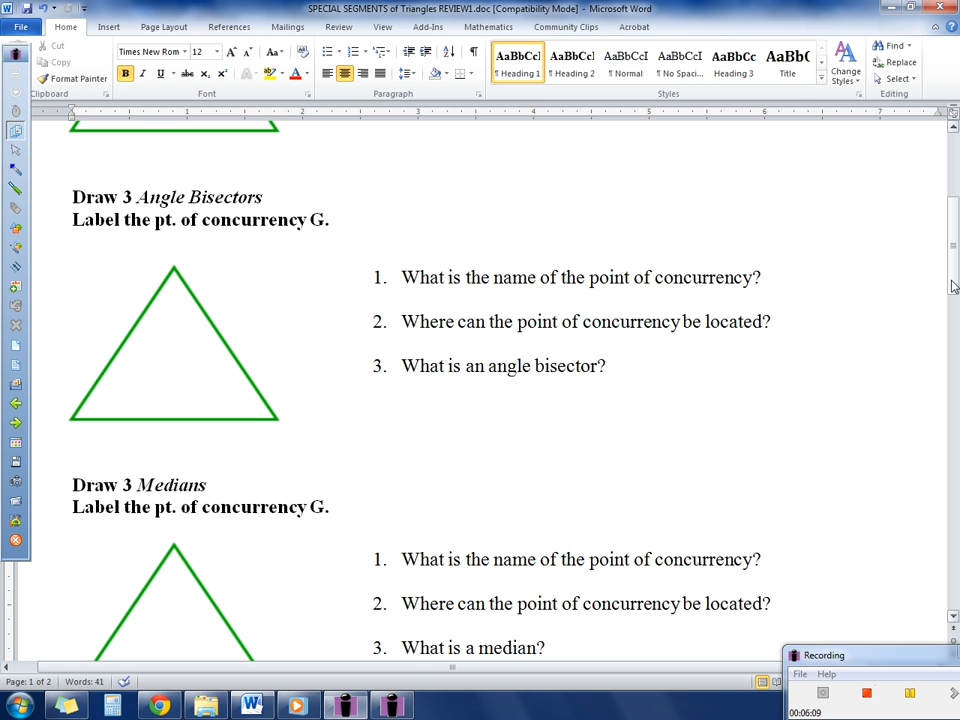 SPECIAL SEGMENTS of Triangles REVIEW1.doc [Compatibility Mode] - Microsoft Word
File Home Insert Page Layout References Mailings Review View Add-Ins Mathematics Community Clips Acrobat
Cut
Copy
Format Painter
Clipboard
Times New Rom 12
Font
Paragraph
AaBbCcI AaBbCcI AaBbCcI AaBbCcI AaBbCc AaBbC
¶ Heading 1 ¶ Heading 2 ¶ Normal ¶ No Spaci... Heading 3 Title
Change
Styles
Styles
Find
Replace
Select
Editing
1 2 3 4 5 6 7
Draw 3 Angle Bisectors
Label the pt. of concurrency G.
1. What is the name of the point of concurrency?
2. Where can the point of concurrency be located?
3. What is an angle bisector?
Draw 3 Medians
Label the pt. of concurrency G.
1. What is the name of the point of concurrency?
2. Where can the point of concurrency be located?
3. What is a median?
Page: 1 of 2 Words: 41
Recording
File Help
00:06:09